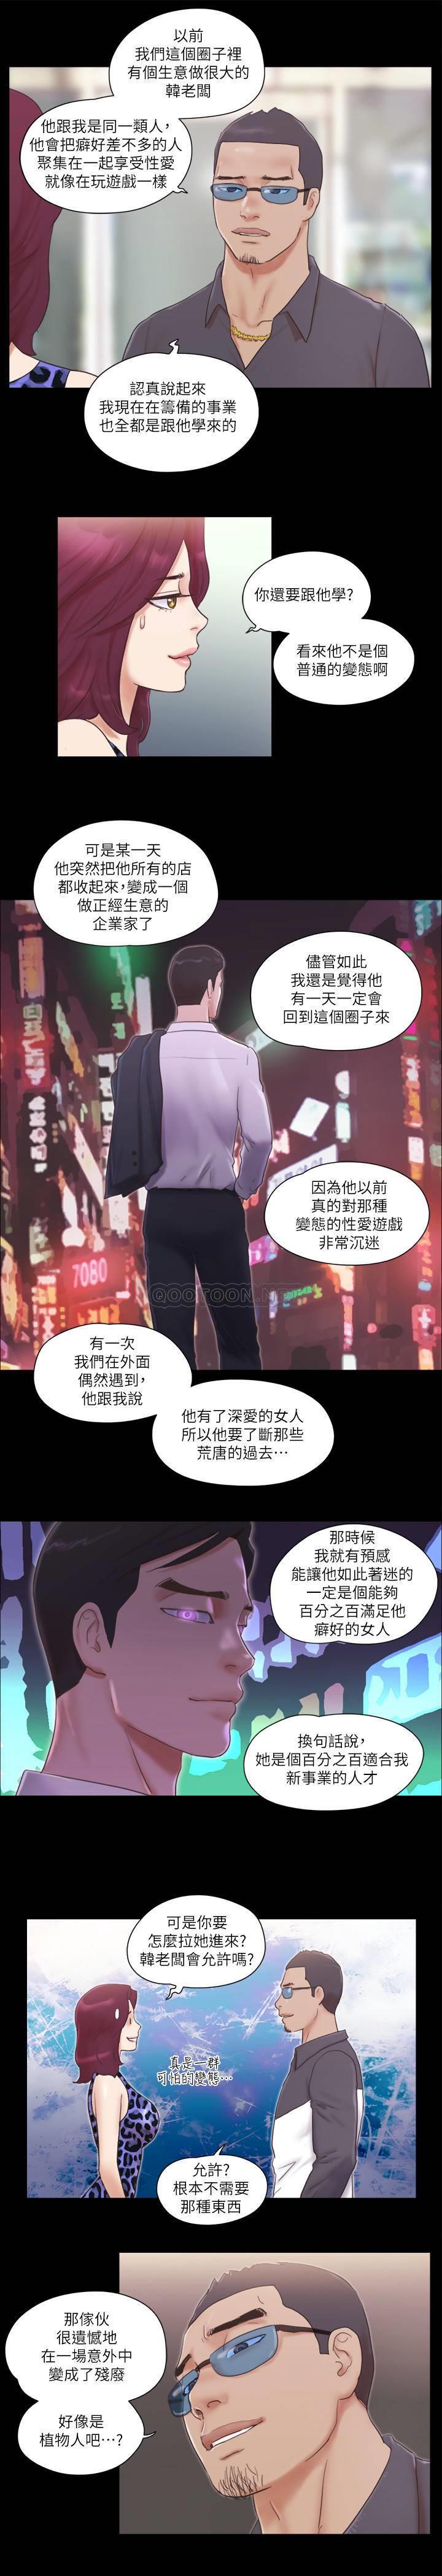 以前
我們這個圈子裡
有個生意做很大的
韓老闆
他跟我是同一類人，
他會把癖好差不多的人
聚集在一起享受性愛
就像在玩遊戲一樣
認真說起來
我現在在籌備的事業
也全都是跟他學來的
你還要跟他學?
看來他不是個
普通的變態啊
可是某一天
他突然把他所有的店
都收起來，變成一個
做正經生意的
企業家了
儘管如此
我還是覺得他
有一天一定會
回到這個圈子來
因為他以前
真的對那種
變態的性愛遊戲
非常沉迷
7080
QOOTOON.NET
有一次
我們在外面
偶然遇到，
他跟我說
他有了深愛的女人
所以他要了斷那些
荒唐的過去…
那時候
我就有預感
能讓他如此著迷的
一定是個能夠
百分之百滿足他
癖好的女人
換句話說，
她是個百分之百適合我
新事業的人才
可是你要
怎麼拉她進來?
韓老闆會允許嗎?
真是一群
可怕的變態…
允許?
根本不需要
那種東西
那傢伙
很遺憾地
在一場意外中
變成了殘廢
好像是
植物人吧…?